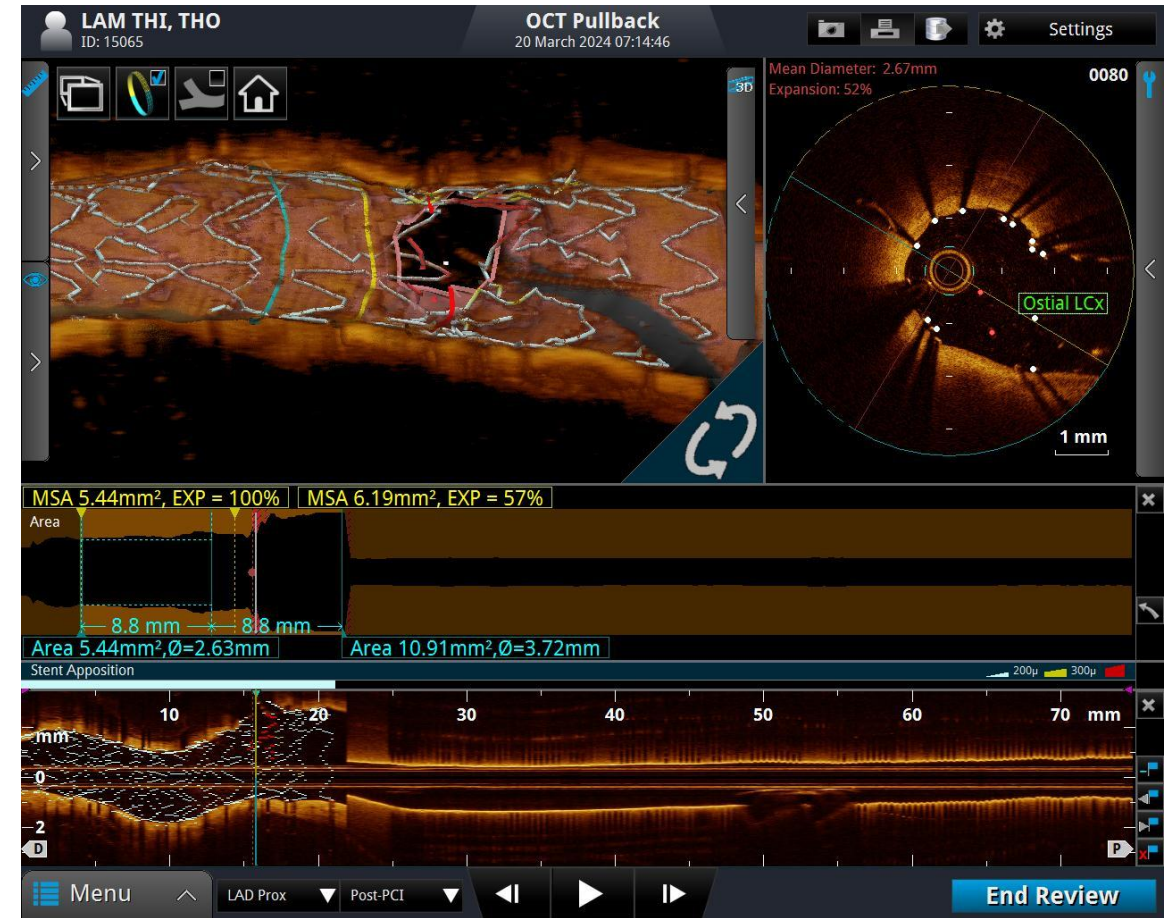 LAM THI, THO
ID: 15065
OCT Pullback
20 March 2024 07:14:46
Settings
3D
Mean Diameter: 2.67mm
Expansion: 52%
0080
Ostial LCx
1 mm
MSA 5.44mm², EXP = 100%
MSA 6.19mm², EXP = 57%
Area
8.8 mm
8.8 mm
Area 5.44mm²,Ø=2.63mm
Area 10.91mm²,Ø=3.72mm
Stent Apposition
200µ
300µ
10 20 30 40 50 60 70 mm
mm
0
2
D
P
Menu
LAD Prox
Post-PCI
End Review